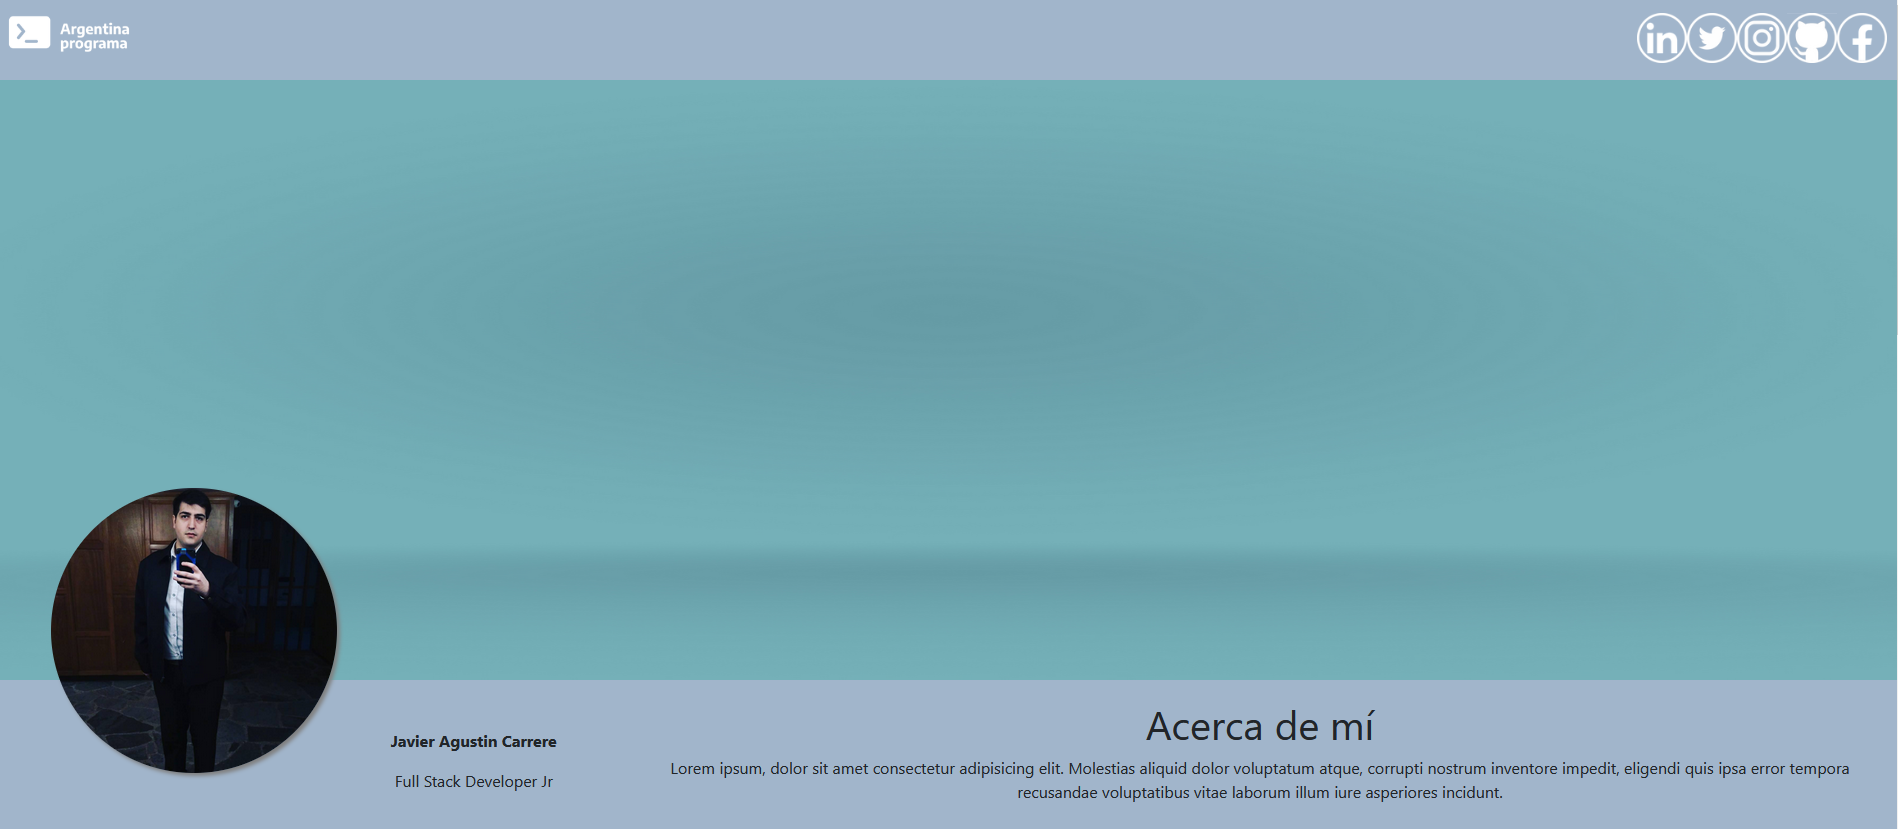 Argentina
programa
Javier Agustin Carrere
Full Stack Developer Jr
Acerca de mí
Lorem ipsum, dolor sit amet consectetur adipisicing elit. Molestias aliquid dolor voluptatum atque, corrupti nostrum inventore impedit, eligendi quis ipsa error tempora
recusandae voluptatibus vitae laborum illum iure asperiores incidunt.